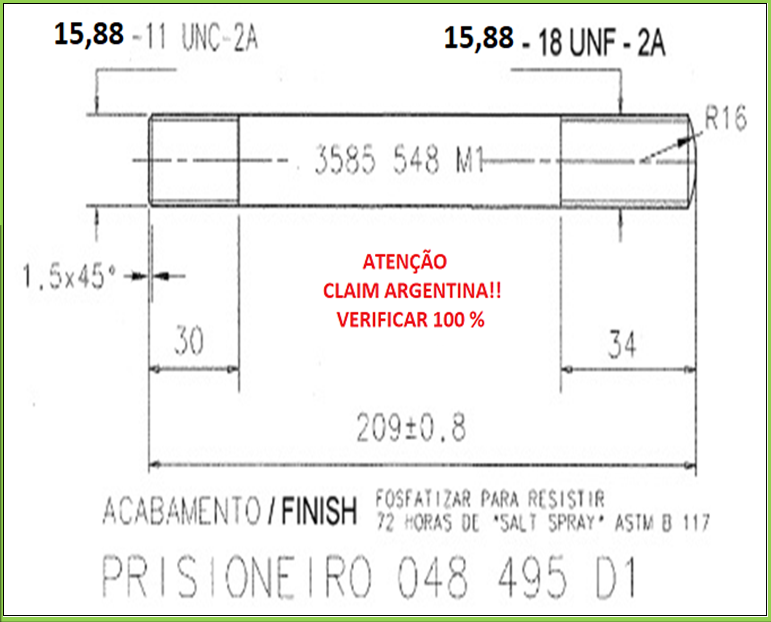 15,88 -11 UNC-2A
15,88 - 18 UNF - 2A
R16
3585 548 M1
1.5x45°
ATENÇÃO
CLAIM ARGENTINA!!
VERIFICAR 100 %
30
34
209±0.8
ACABAMENTO / FINISH
FOSFATIZAR PARA RESISTIR
72 HORAS DE "SALT SPRAY" ASTM B 117
PRISIONEIRO 048 495 D1